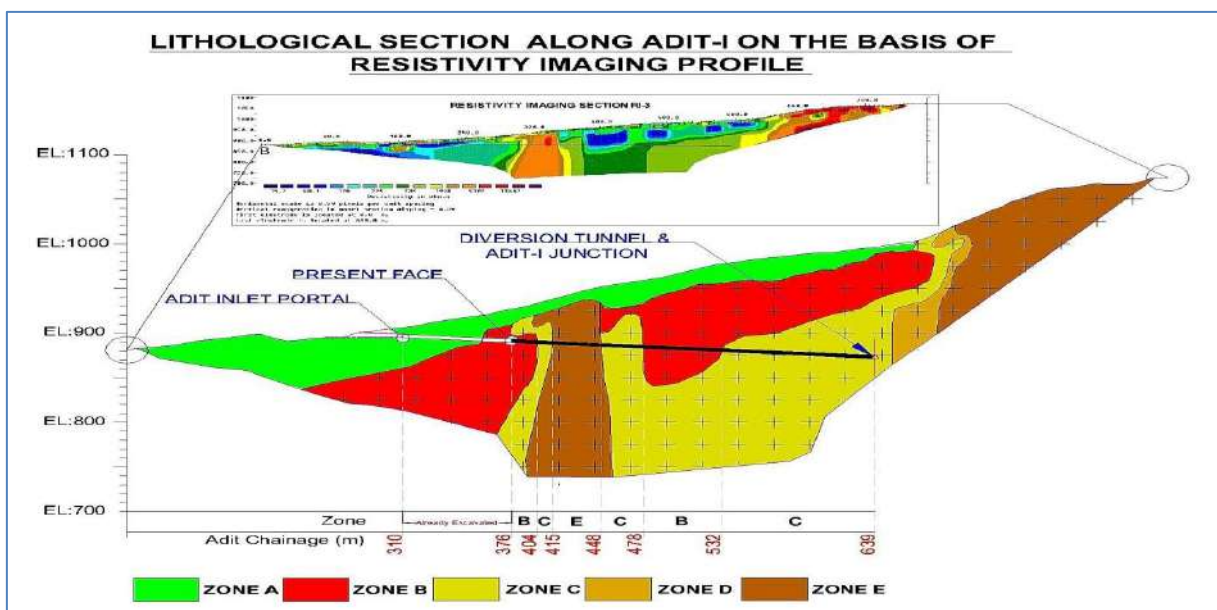 LITHOLOGICAL SECTION ALONG ADIT-I ON THE BASIS OF
RESISTIVITY IMAGING PROFILE
RESISTIVITY IMAGING SECTION RI-3
B
EL:1100
EL:1000
EL:900
EL:800
EL:700
DIVERSION TUNNEL &
ADIT-I JUNCTION
PRESENT FACE
ADIT INLET PORTAL
Zone
Already Excavated
B C E C B C
Adit Chainage (m)
310 376 404 415 448 478 532 639
ZONE A ZONE B ZONE C ZONE D ZONE E